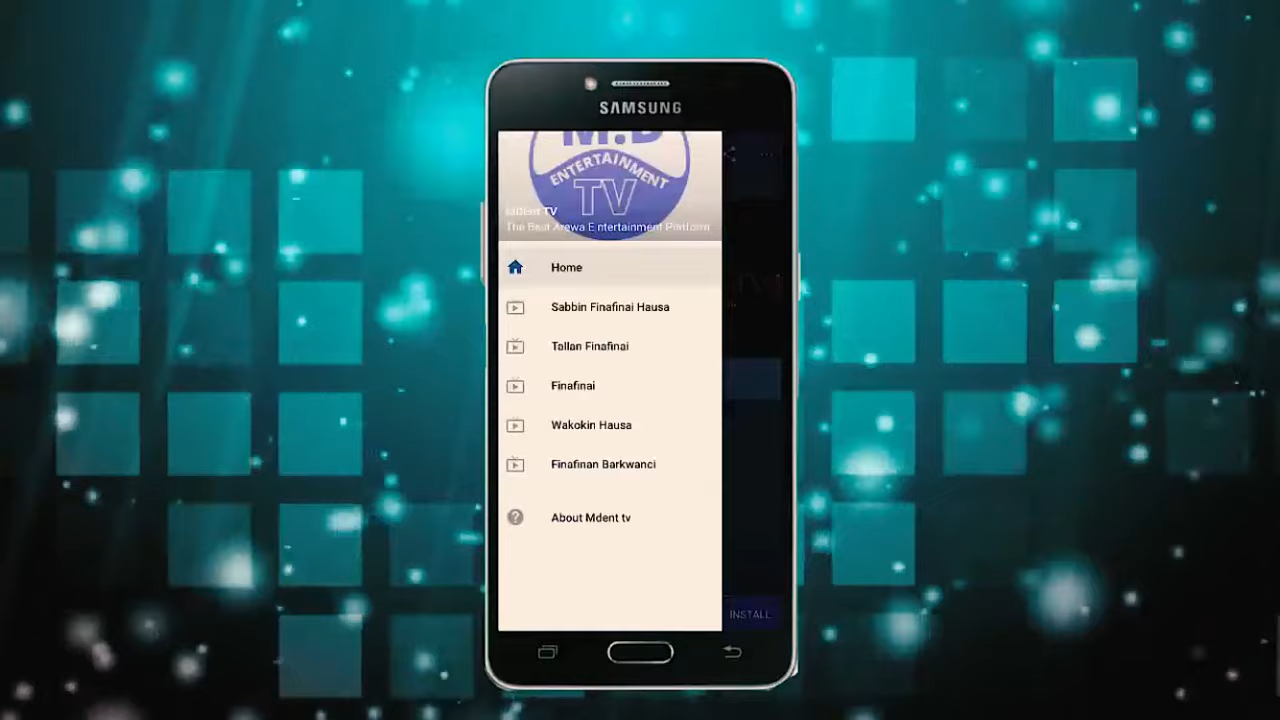 SAMSUNG
M.D
ENTERTAINMENT
TV
MDent TV
The Best Arewa Entertainment Platform
Home
Sabbin Finafinai Hausa
Tallan Finafinai
Finafinai
Wakokin Hausa
Finafinan Barkwanci
About Mdent tv
INSTALL